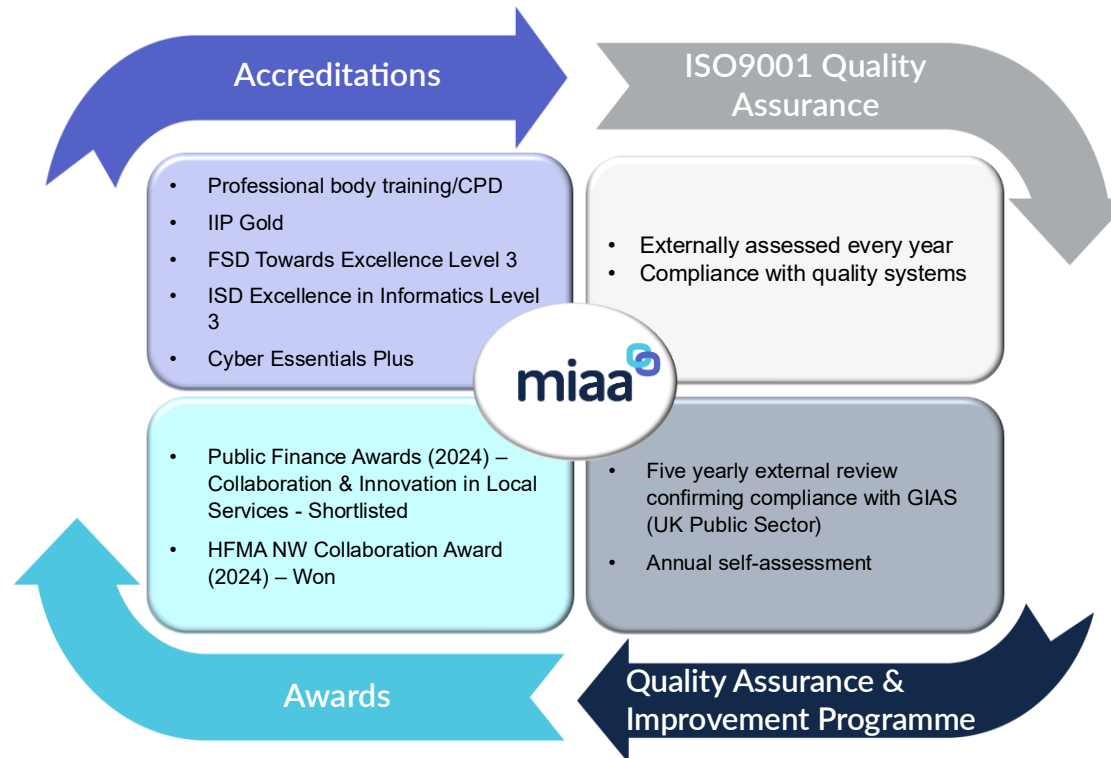 Accreditations
ISO9001 Quality
Assurance
• Professional body training/CPD
• IIP Gold
• FSD Towards Excellence Level 3
• ISD Excellence in Informatics Level
3
• Cyber Essentials Plus
• Externally assessed every year
• Compliance with quality systems
miaa
• Public Finance Awards (2024) –
Collaboration & Innovation in Local
Services - Shortlisted
• HFMA NW Collaboration Award
(2024) – Won
• Five yearly external review
confirming compliance with GIAS
(UK Public Sector)
• Annual self-assessment
Awards
Quality Assurance &
Improvement Programme